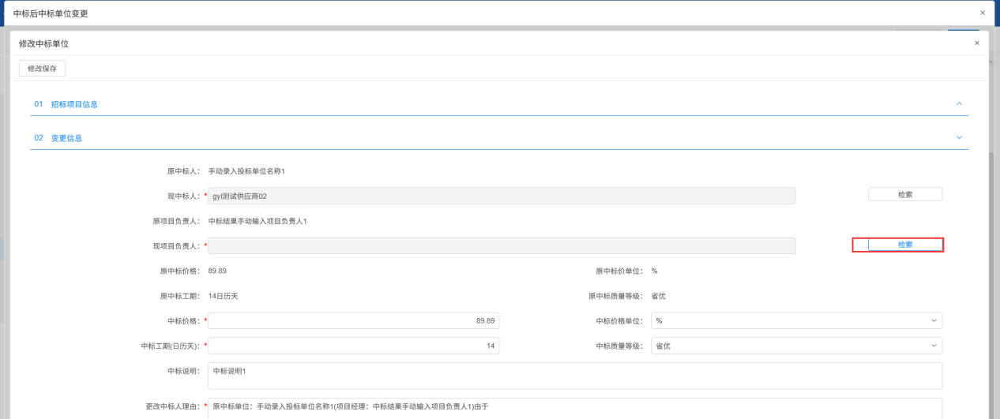 中标后中标单位变更 ×
修改中标单位 ×
修改保存
01 招标项目信息
02 变更信息
原中标人： 手动录入投标单位名称1
现中标人：* gyl测试供应商02 检索
原项目负责人： 中标结果手动输入项目负责人1
现项目负责人：* 检索
原中标价格： 89.89 原中标价单位： %
原中标工期： 14日历天 原中标质量等级： 省优
中标价格：* 89.89 中标价格单位： %
中标工期(日历天)：* 14 中标质量等级： 省优
中标说明： 中标说明1
更改中标人理由：* 原中标单位：手动录入投标单位名称1(项目经理：中标结果手动输入项目负责人1)由于